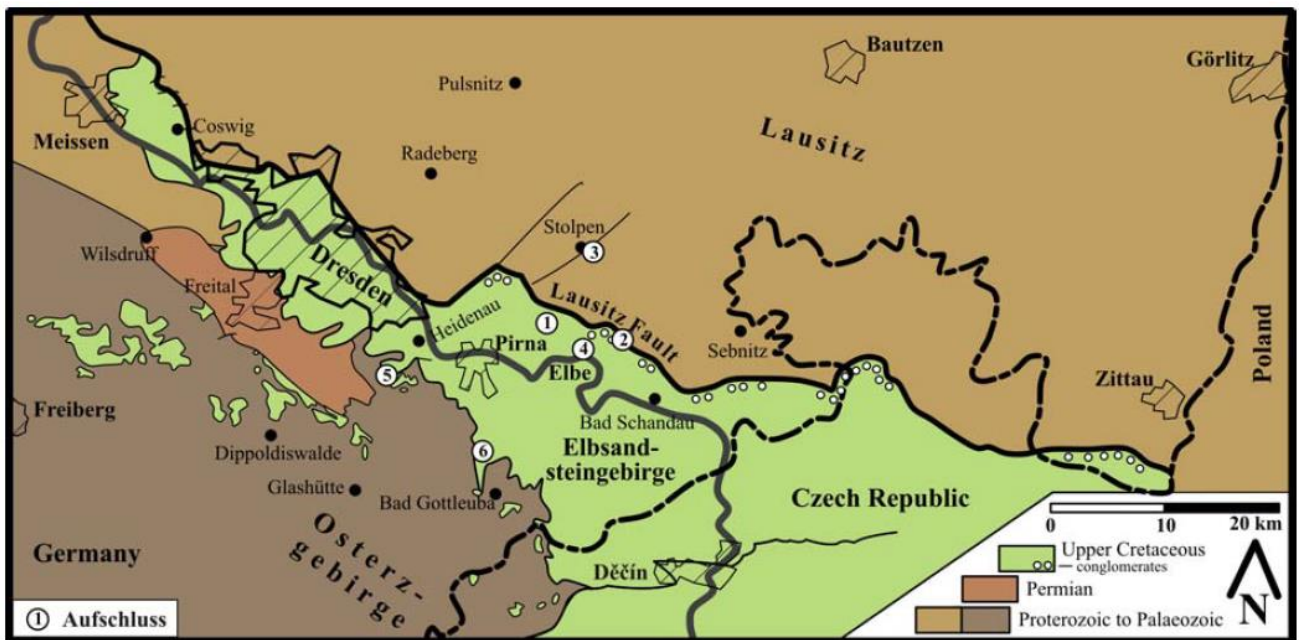 Bautzen
Görlitz
Pulsnitz
Meissen
Coswig
Lausitz
Radeberg
Stolpen
3
Wilsdruff
Dresden
Freital
Lausitz Fault
Heidenau
1
2
Pirna
4
Sebnitz
Elbe
5
Zittau
Poland
Freiberg
Bad Schandau
Dippoldiswalde
6
Elbsand-
steingebirge
Glashütte
Bad Gottleuba
Czech Republic
0 10 20 km
Germany
Osterz-
gebirge
Děčín
Upper Cretaceous
— conglomerates
Permian
N
1 Aufschluss
Proterozoic to Palaeozoic